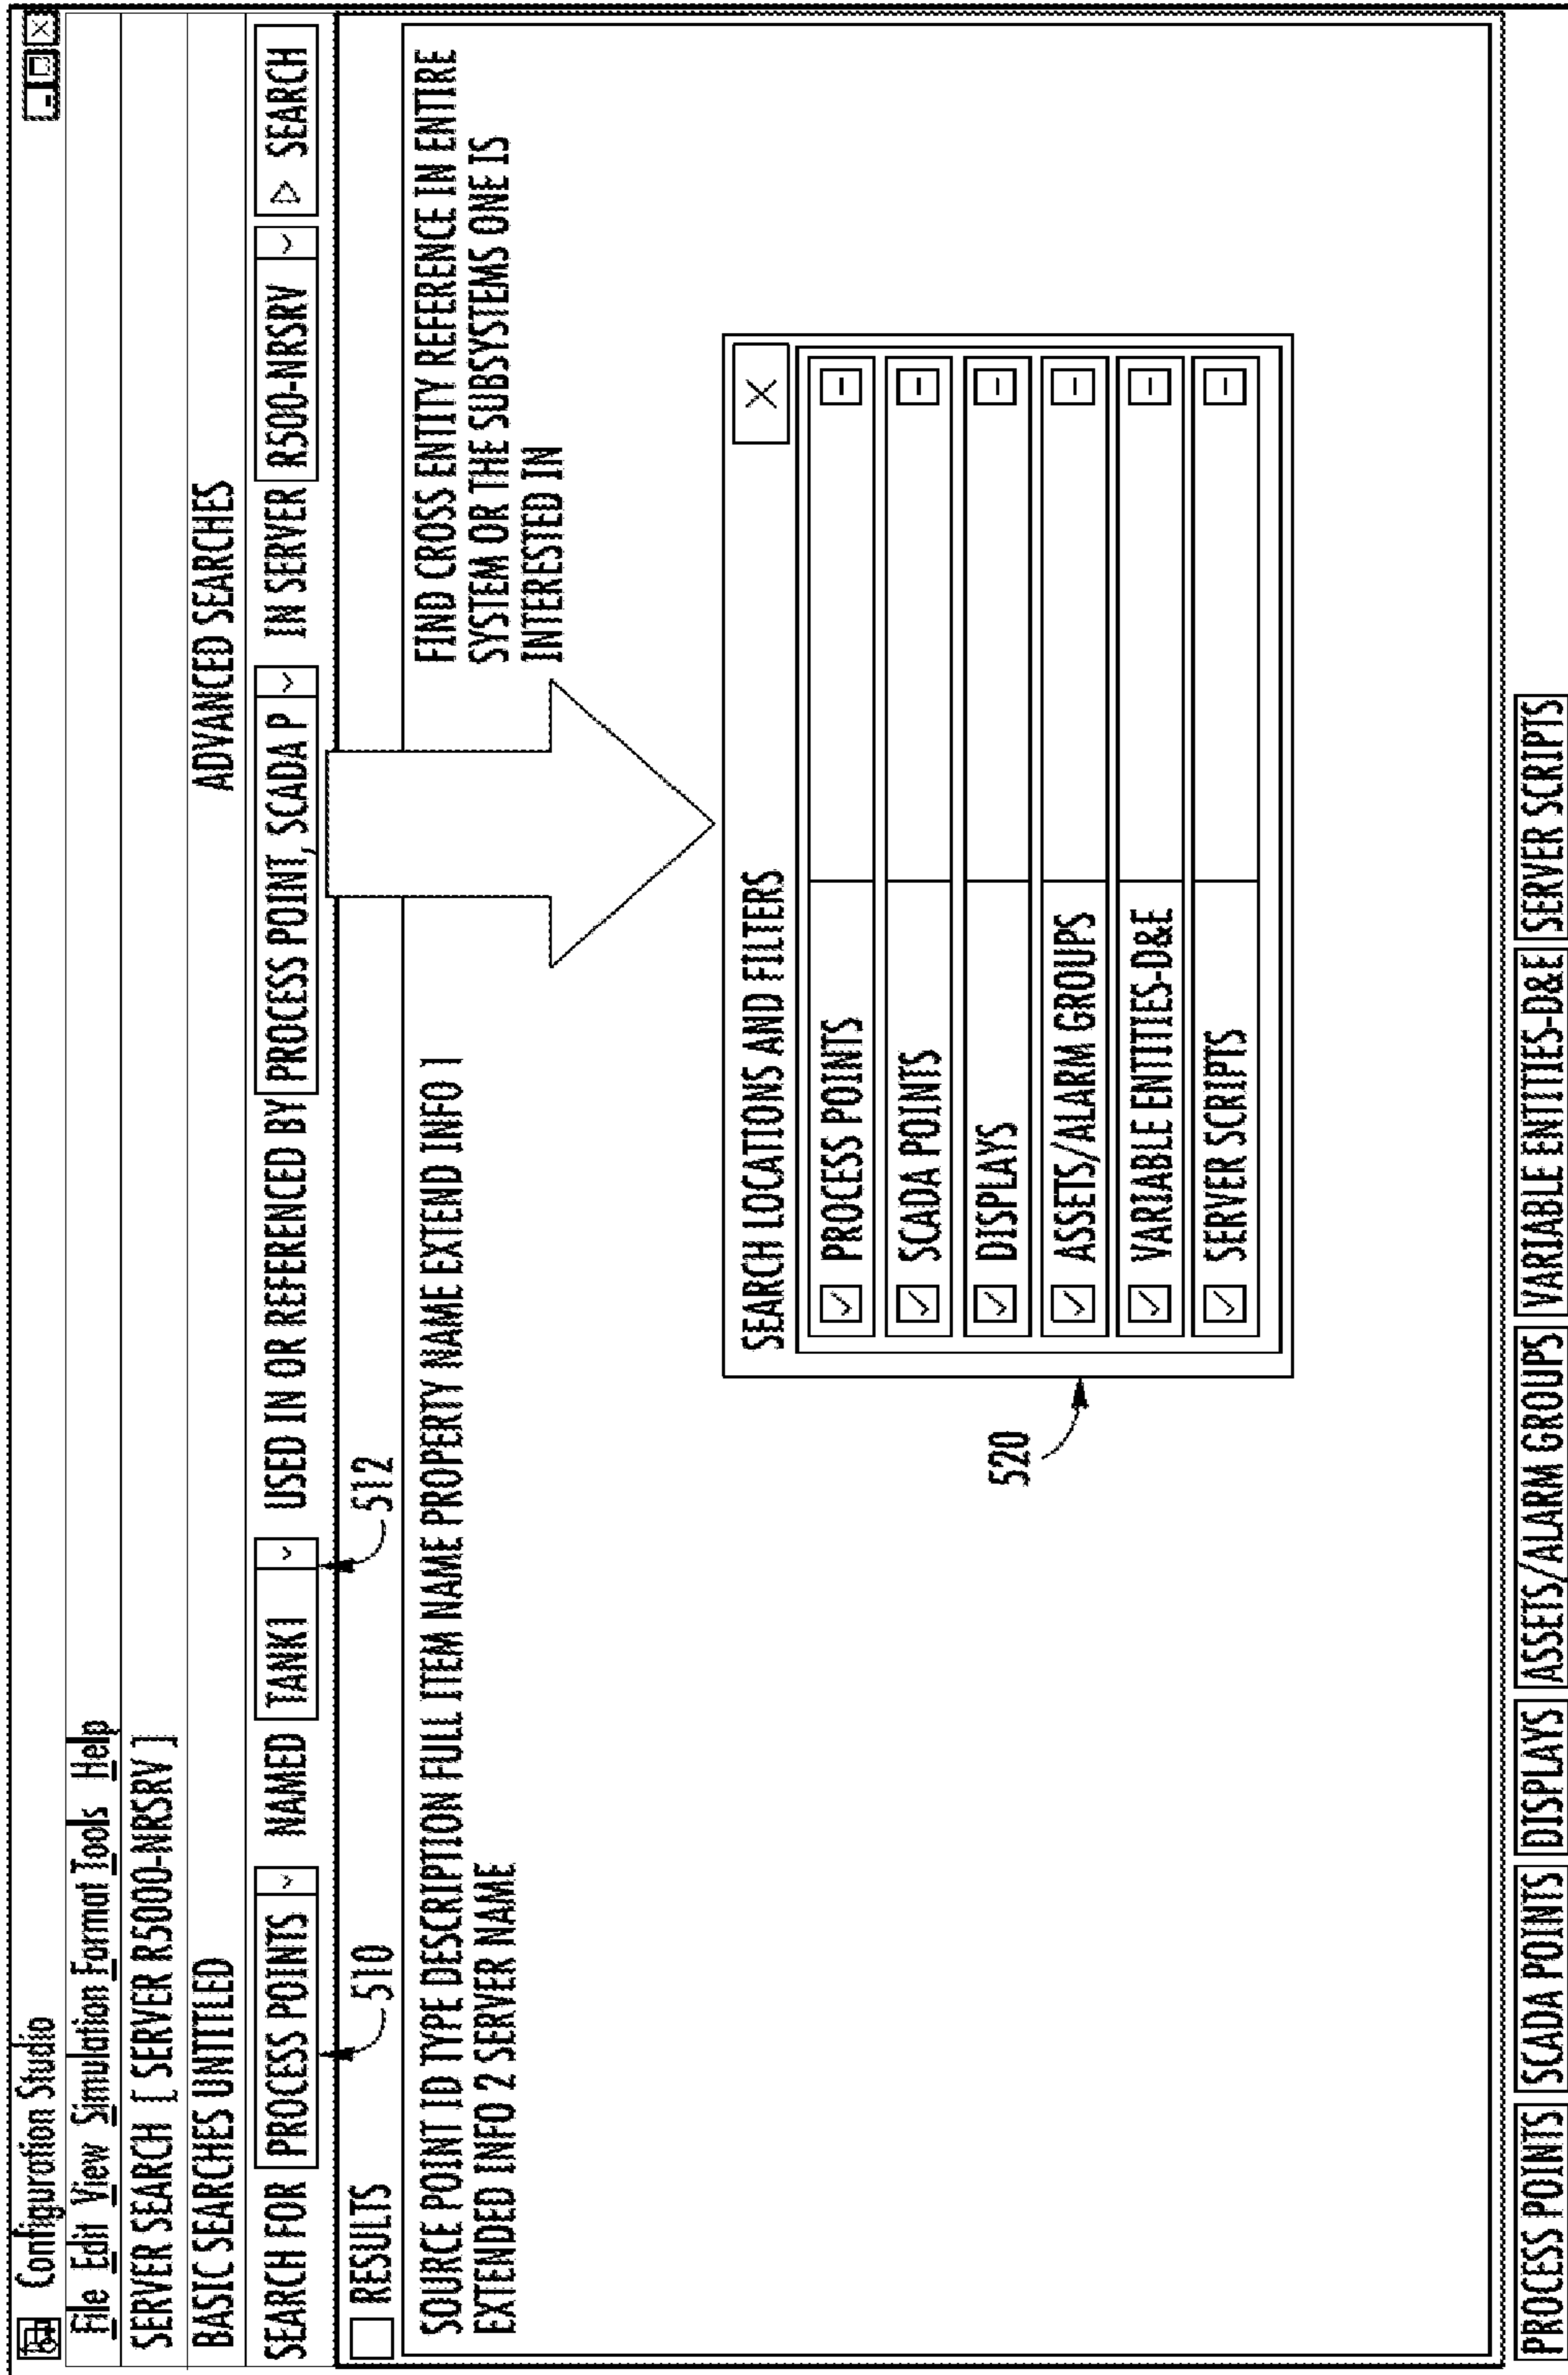 Configuration Studio
File Edit View Simulation Format Tools Help
SERVER SEARCH [ SERVER R5000-NRSRV ]
BASIC SEARCHES UNTITLED
ADVANCED SEARCHES
SEARCH FOR PROCESS POINTS NAMED TANK1 USED IN OR REFERENCED BY PROCESS POINT, SCADA P IN SERVER R500-NRSRV SEARCH
RESULTS
510
512
SOURCE POINT ID TYPE DESCRIPTION FULL ITEM NAME PROPERTY NAME EXTEND INFO 1
EXTENDED INFO 2 SERVER NAME
FIND CROSS ENTITY REFERENCE IN ENTIRE
SYSTEM OR THE SUBSYSTEMS ONE IS
INTERESTED IN
SEARCH LOCATIONS AND FILTERS
PROCESS POINTS
SCADA POINTS
DISPLAYS
ASSETS/ALARM GROUPS
VARIABLE ENTITIES-D&E
SERVER SCRIPTS
520
PROCESS POINTS SCADA POINTS DISPLAYS ASSETS/ALARM GROUPS VARIABLE ENTITIES-D&E SERVER SCRIPTS